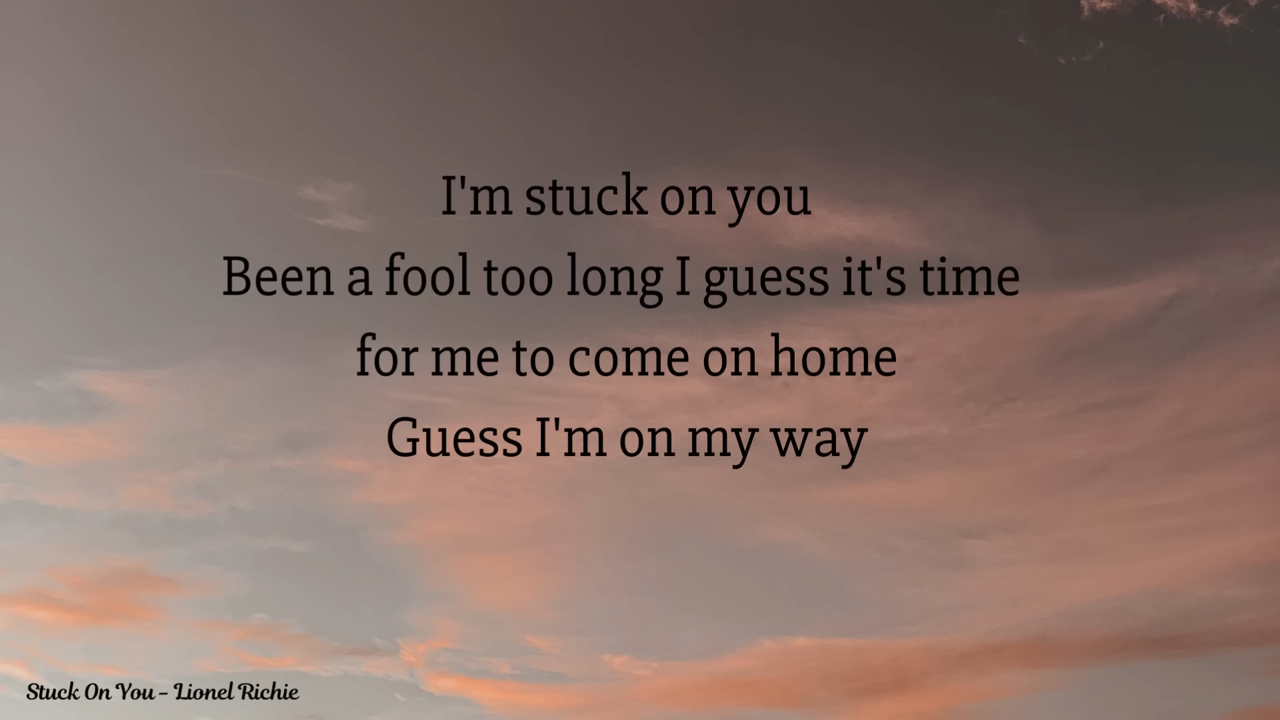 I'm stuck on you
Been a fool too long I guess it's time
for me to come on home
Guess I'm on my way
Stuck On You - Lionel Richie